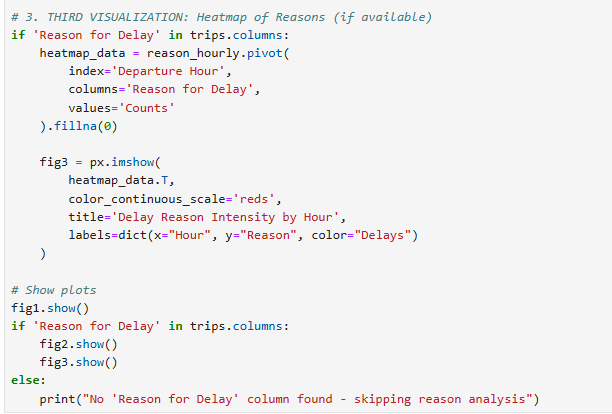 # 3. THIRD VISUALIZATION: Heatmap of Reasons (if available)
if 'Reason for Delay' in trips.columns:
    heatmap_data = reason_hourly.pivot(
        index='Departure Hour',
        columns='Reason for Delay',
        values='Counts'
    ).fillna(0)

    fig3 = px.imshow(
        heatmap_data.T,
        color_continuous_scale='reds',
        title='Delay Reason Intensity by Hour',
        labels=dict(x="Hour", y="Reason", color="Delays")
    )

# Show plots
fig1.show()
if 'Reason for Delay' in trips.columns:
    fig2.show()
    fig3.show()
else:
    print("No 'Reason for Delay' column found - skipping reason analysis")